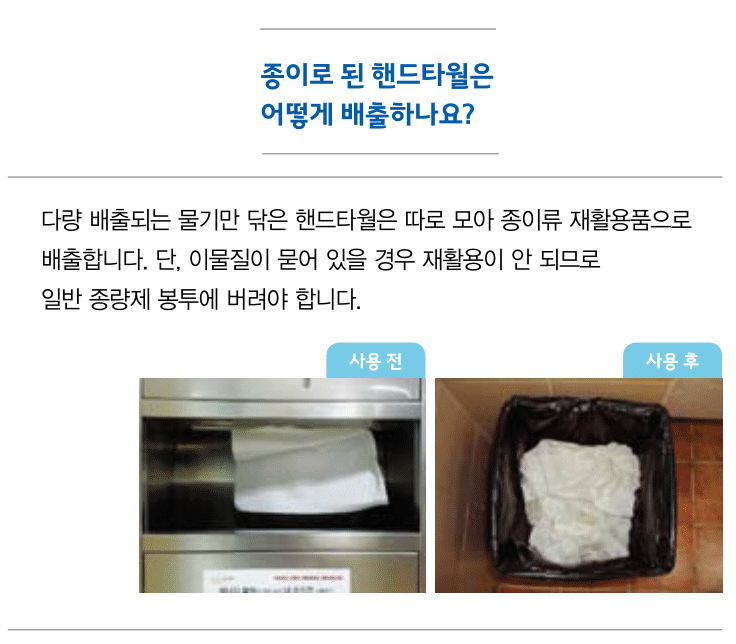 종이로 된 핸드타월은
어떻게 배출하나요?
다량 배출되는 물기만 닦은 핸드타월은 따로 모아 종이류 재활용품으로
배출합니다. 단, 이물질이 묻어 있을 경우 재활용이 안 되므로
일반 종량제 봉투에 버려야 합니다.
사용 전
사용 후